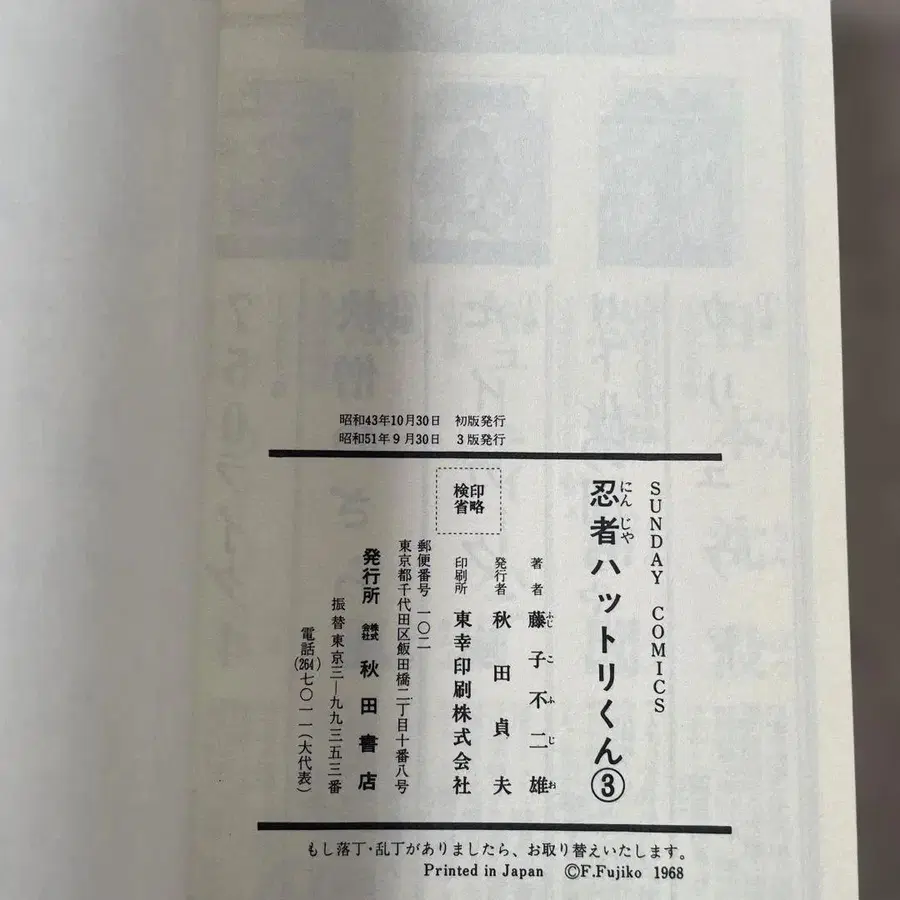 昭和43年10月30日 初版発行
昭和51年9月30日 3版発行
SUNDAY COMICS
忍者ハットリくん③
にんじや
著者 藤子不二雄
ふじこふじお
発行者 秋田貞夫
印刷所 東幸印刷株式会社
検印省略
郵便番号 一〇二
東京都千代田区飯田橋二丁目十番八号
発行所 株式会社 秋田書店
振替東京三―九九三五三番
電話(264)七〇一一(大代表)
もし落丁・乱丁がありましたら、お取り替えいたします。
Printed in Japan ©F.Fujiko 1968